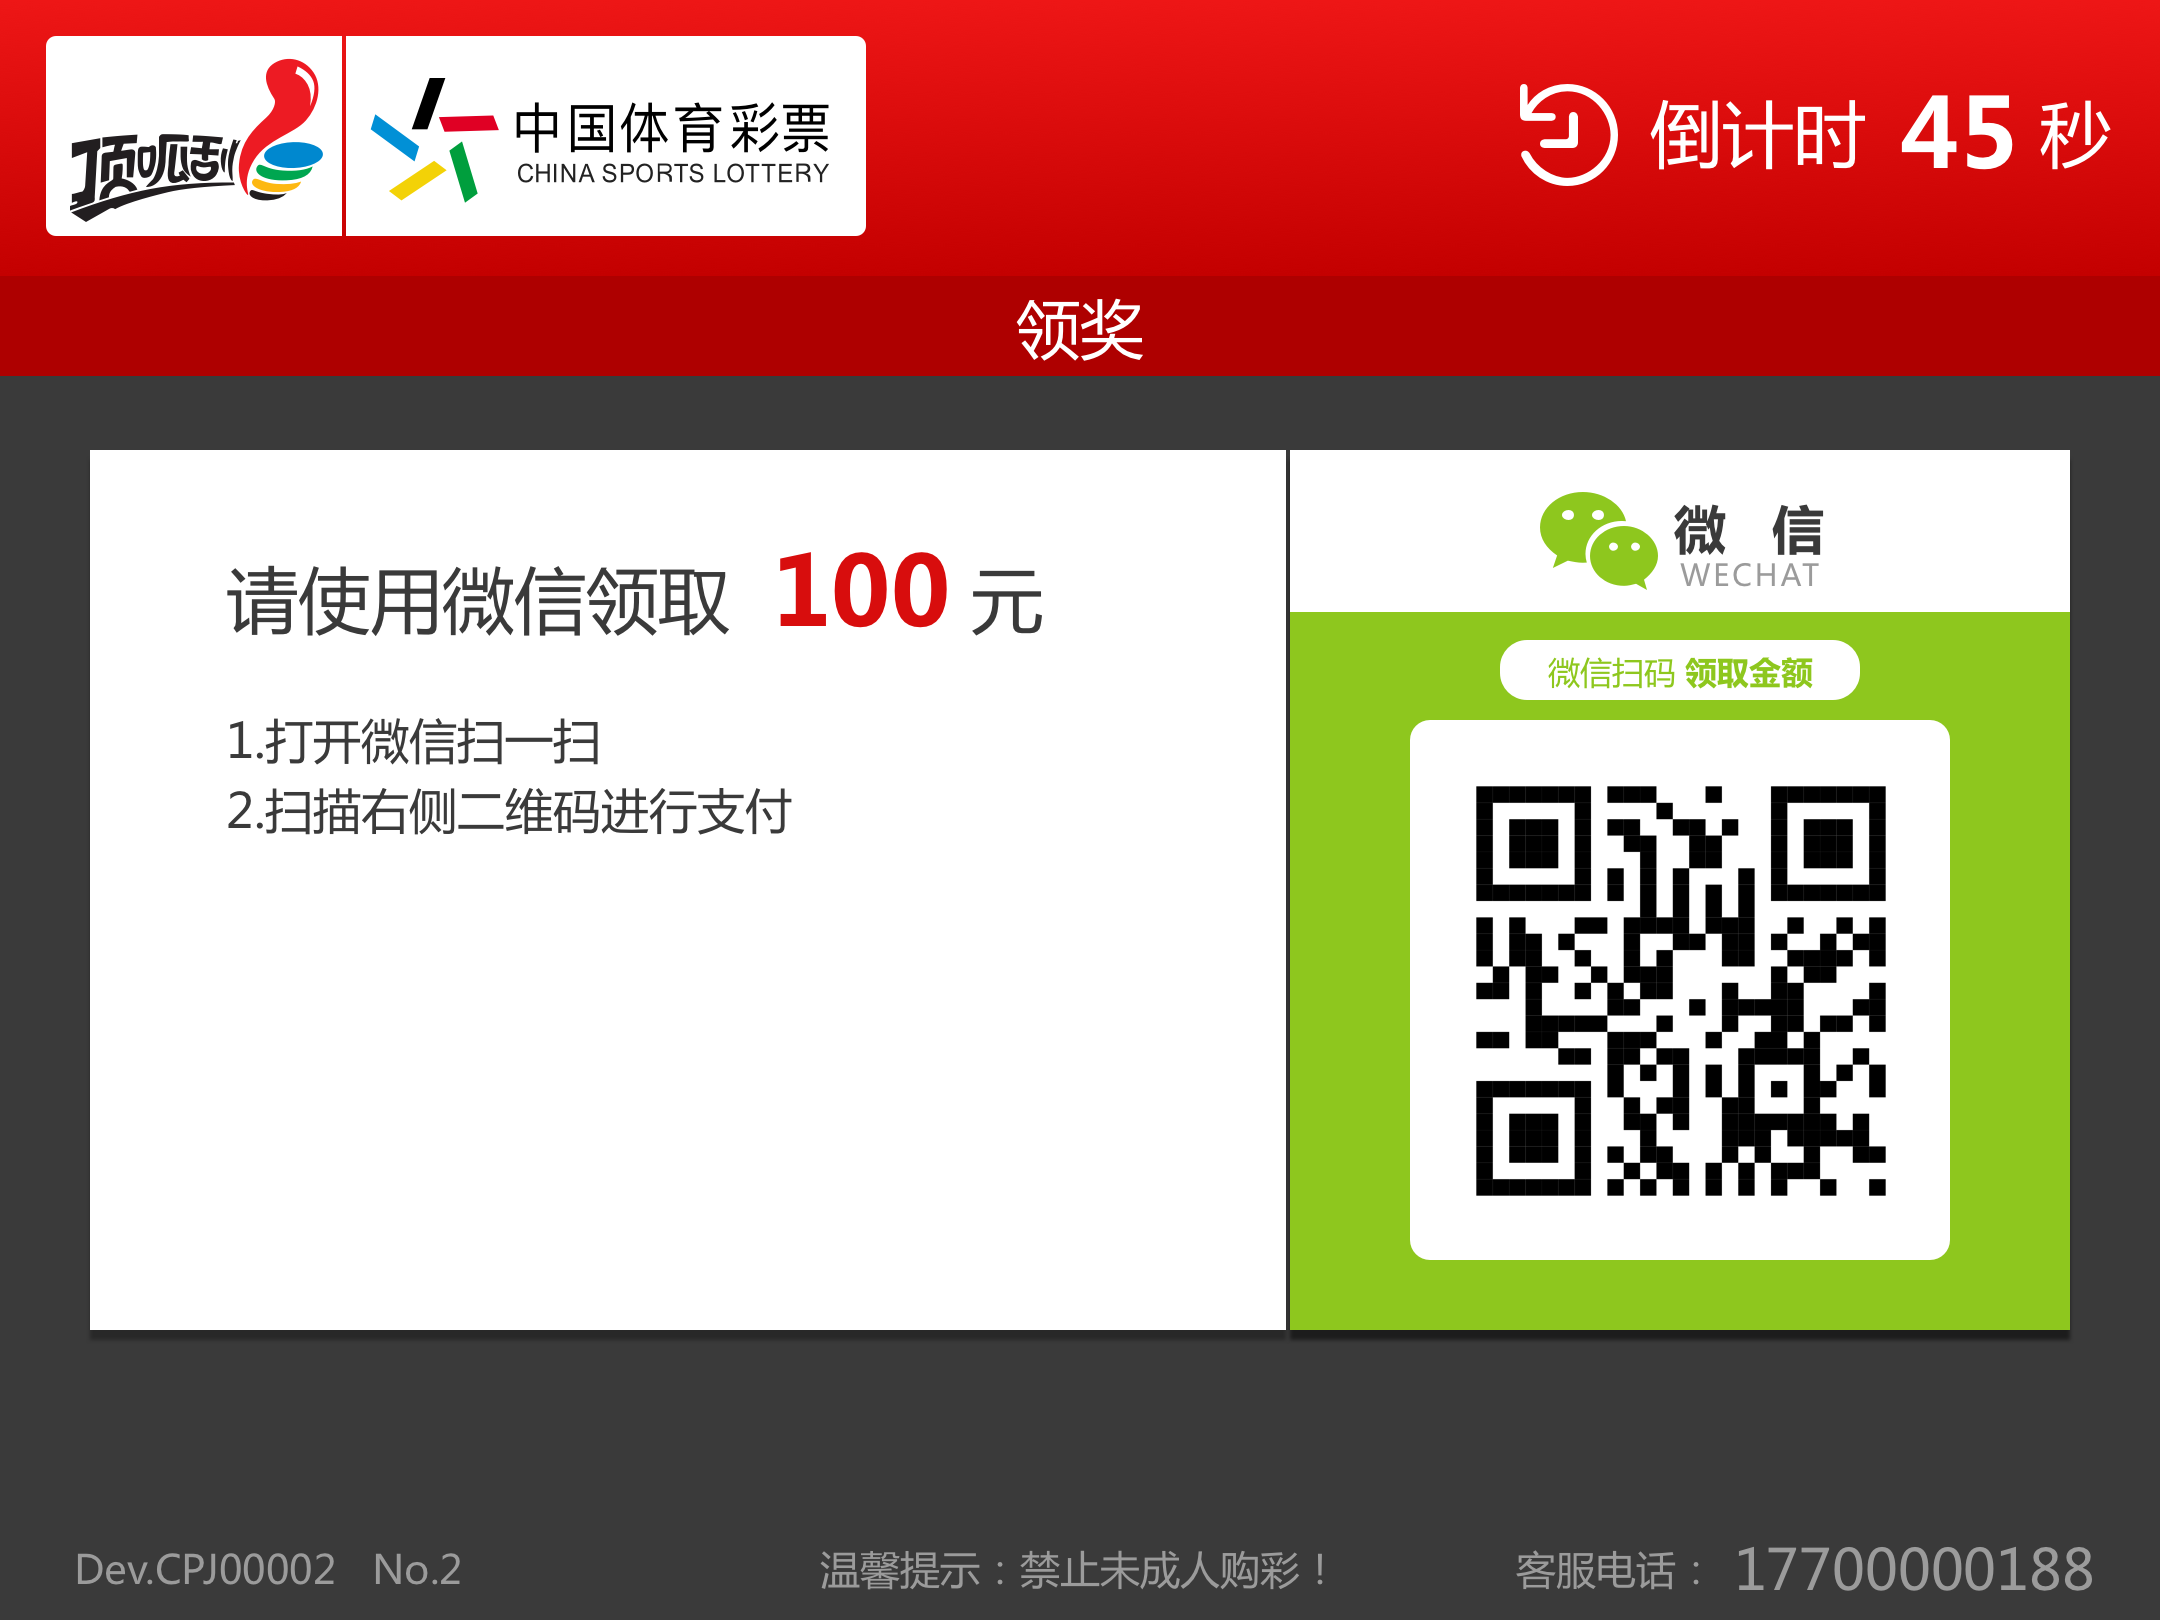 顶呱刮
中国体育彩票
CHINA SPORTS LOTTERY
倒计时 45 秒
领奖
请使用微信领取 100 元
1.打开微信扫一扫
2.扫描右侧二维码进行支付
微 信
WECHAT
微信扫码 领取金额
Dev.CPJ00002 No.2
温馨提示：禁止未成人购彩！
客服电话： 17700000188